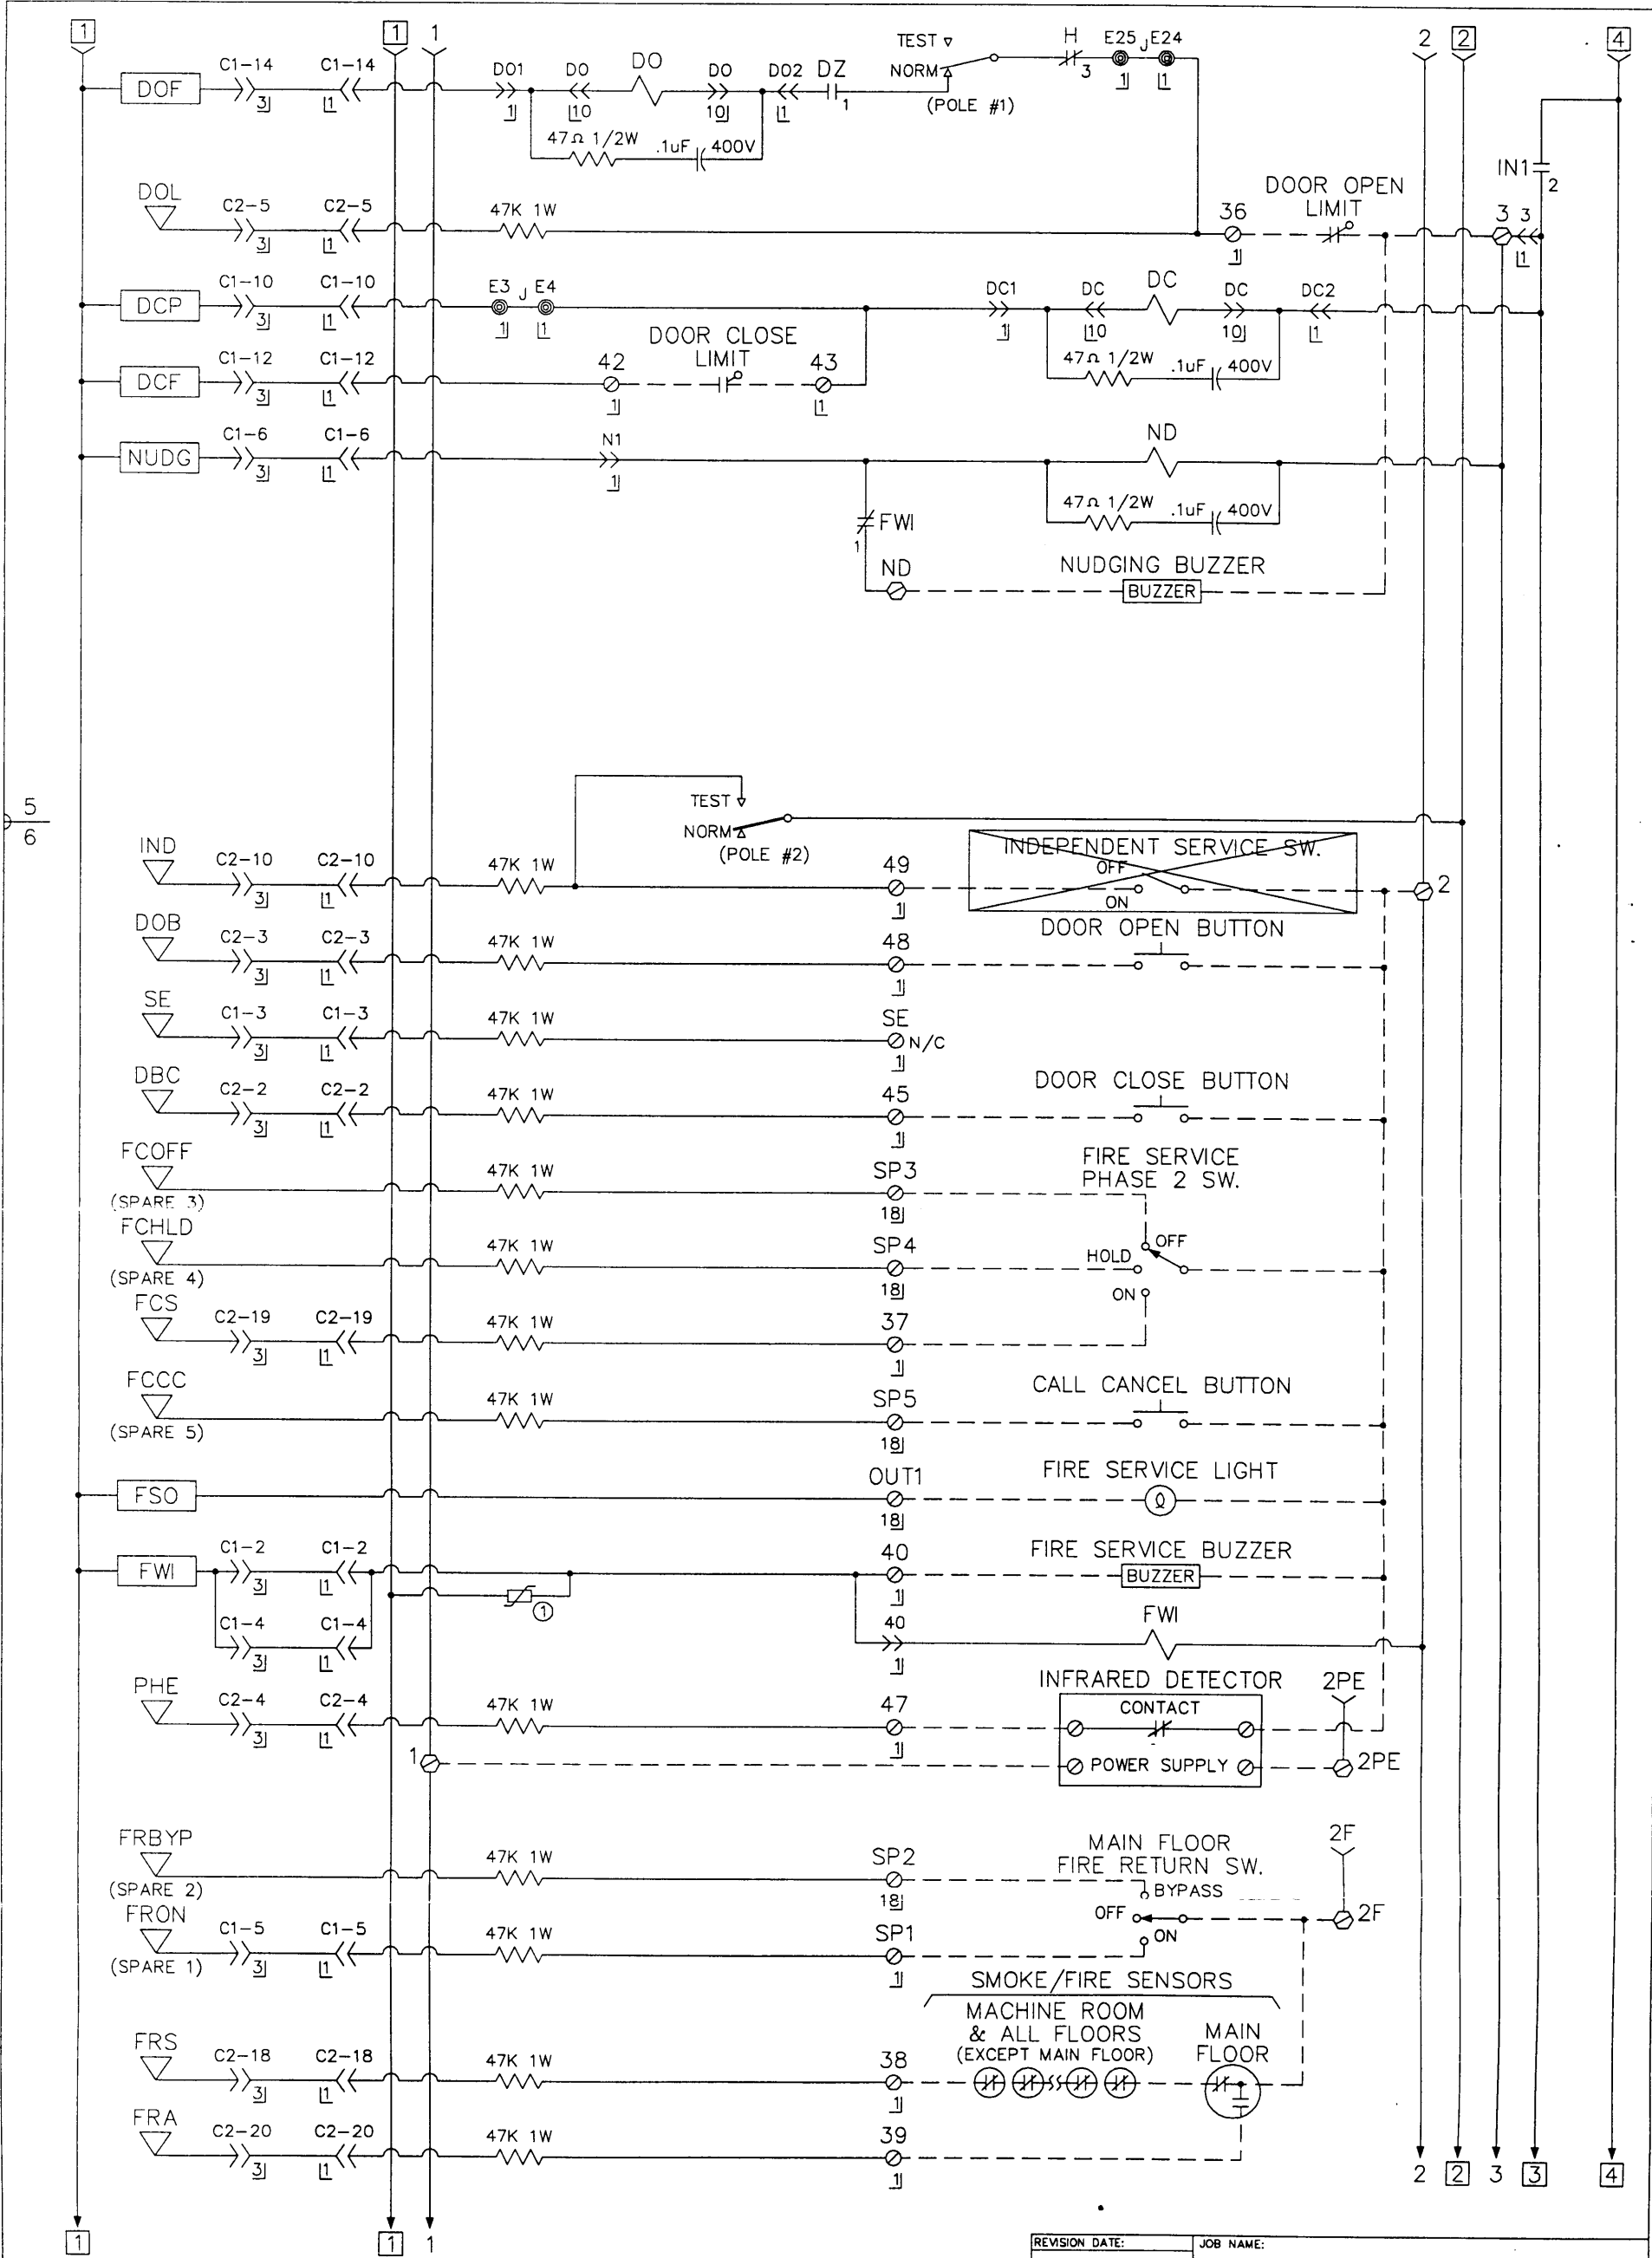 1 1 1 TEST H E25 J E24 2 2 4
C1-14 C1-14 DO1 DO DO DO DO2 DZ NORM 3
DOF 3 1 1 10 10 1 1 (POLE #1) 1 1
47Ω 1/2W .1uF 400V
IN1 2
DOL C2-5 C2-5 47K 1W 36 DOOR OPEN LIMIT 3 3
3 1 1 1
C1-10 C1-10 E3 J E4 DC1 DC DC DC DC2
DCP 3 1 1 1 1 10 10 1
DOOR CLOSE LIMIT
C1-12 C1-12 42 43 47Ω 1/2W .1uF 400V
DCF 3 1 1 1
C1-6 C1-6 N1 ND
NUDG 3 1 1
47Ω 1/2W .1uF 400V
FWI 1
ND NUDGING BUZZER
BUZZER
5
6
TEST
NORM
(POLE #2)
IND C2-10 C2-10 47K 1W 49 INDEPENDENT SERVICE SW.
3 1 1 OFF ON 2
DOB C2-3 C2-3 47K 1W 48 DOOR OPEN BUTTON
3 1 1
SE C1-3 C1-3 47K 1W SE N/C
3 1 1
DBC C2-2 C2-2 47K 1W 45 DOOR CLOSE BUTTON
3 1 1
FCOFF 47K 1W SP3 FIRE SERVICE
(SPARE 3) 18 PHASE 2 SW.
FCHLD 47K 1W SP4 HOLD OFF
(SPARE 4) 18 ON
FCS C2-19 C2-19 47K 1W 37
3 1 1
FCCC 47K 1W SP5 CALL CANCEL BUTTON
(SPARE 5) 18
FSO OUT1 FIRE SERVICE LIGHT
18
FWI C1-2 C1-2 40 FIRE SERVICE BUZZER
3 1 1 1 BUZZER
C1-4 C1-4 40 FWI
3 1 1
PHE C2-4 C2-4 47K 1W 47 INFRARED DETECTOR 2PE
3 1 1 CONTACT
1 POWER SUPPLY 2PE
FRBYP 47K 1W SP2 MAIN FLOOR 2F
(SPARE 2) 18 FIRE RETURN SW.
BYPASS
FRON C1-5 C1-5 47K 1W SP1 OFF 2F
(SPARE 1) 3 1 1 ON
SMOKE/FIRE SENSORS
MACHINE ROOM
& ALL FLOORS MAIN
(EXCEPT MAIN FLOOR) FLOOR
FRS C2-18 C2-18 47K 1W 38
3 1 1
FRA C2-20 C2-20 47K 1W 39
3 1 1
2 2 3 3 4
1 1 1
REVISION DATE: JOB NAME: